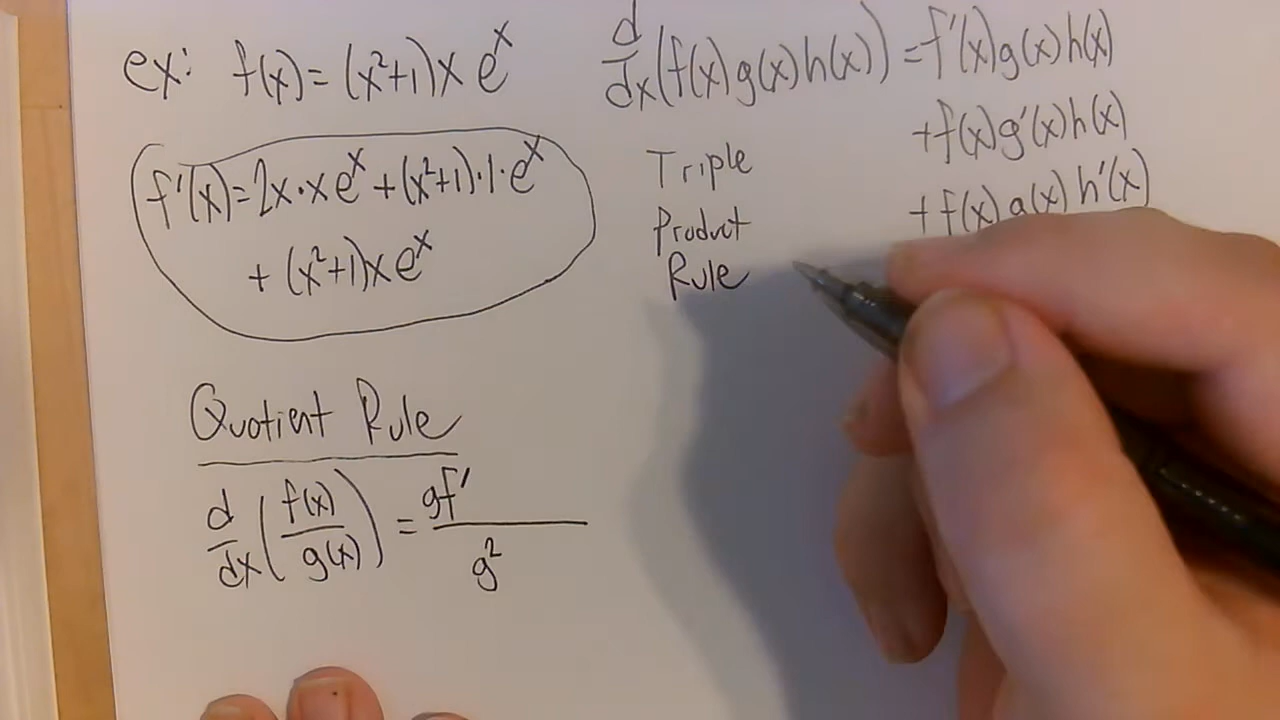 ex: f(x) = (x²+1)x eˣ
f'(x) = 2x·x eˣ + (x²+1)·1·eˣ
+ (x²+1)x eˣ
d/dx (f(x)g(x)h(x)) = f'(x)g(x)h(x)
+ f(x)g'(x)h(x)
+ f(x)g(x)h'(x)
Triple
Product
Rule
Quotient Rule
d/dx (f(x)/g(x)) = gf'/g²